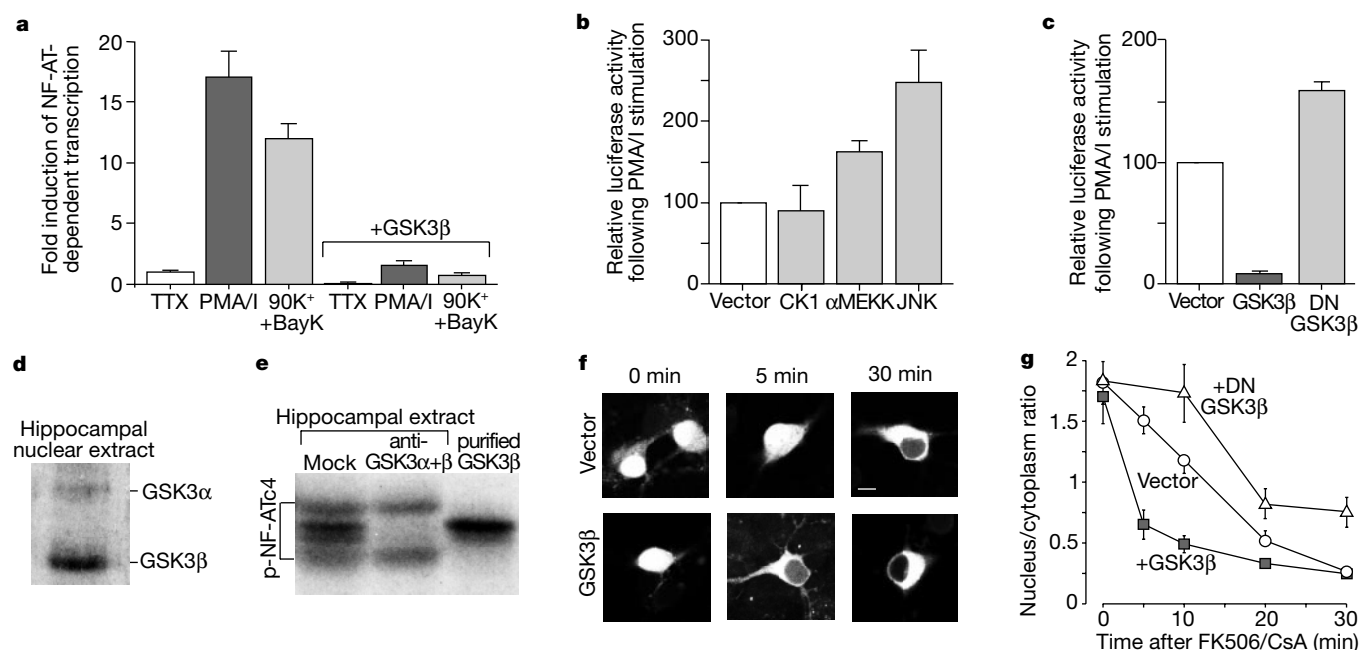 a
Fold induction of NF-AT-
dependent transcription
20
15
10
5
0
+GSK3β
TTX PMA/I 90K⁺ TTX PMA/I 90K⁺
+BayK +BayK
b
Relative luciferase activity
following PMA/I stimulation
300
200
100
0
Vector CK1 αMEKK JNK
c
Relative luciferase activity
following PMA/I stimulation
200
100
0
Vector GSK3β DN
GSK3β
d
Hippocampal
nuclear extract
GSK3α
GSK3β
e
Hippocampal extract
anti- purified
Mock GSK3α+β GSK3β
p-NF-ATc4
f
0 min 5 min 30 min
Vector
GSK3β
g
Nucleus/cytoplasm ratio
2
1.5
1
0.5
0
+DN
GSK3β
Vector
+GSK3β
0 10 20 30
Time after FK506/CsA (min)